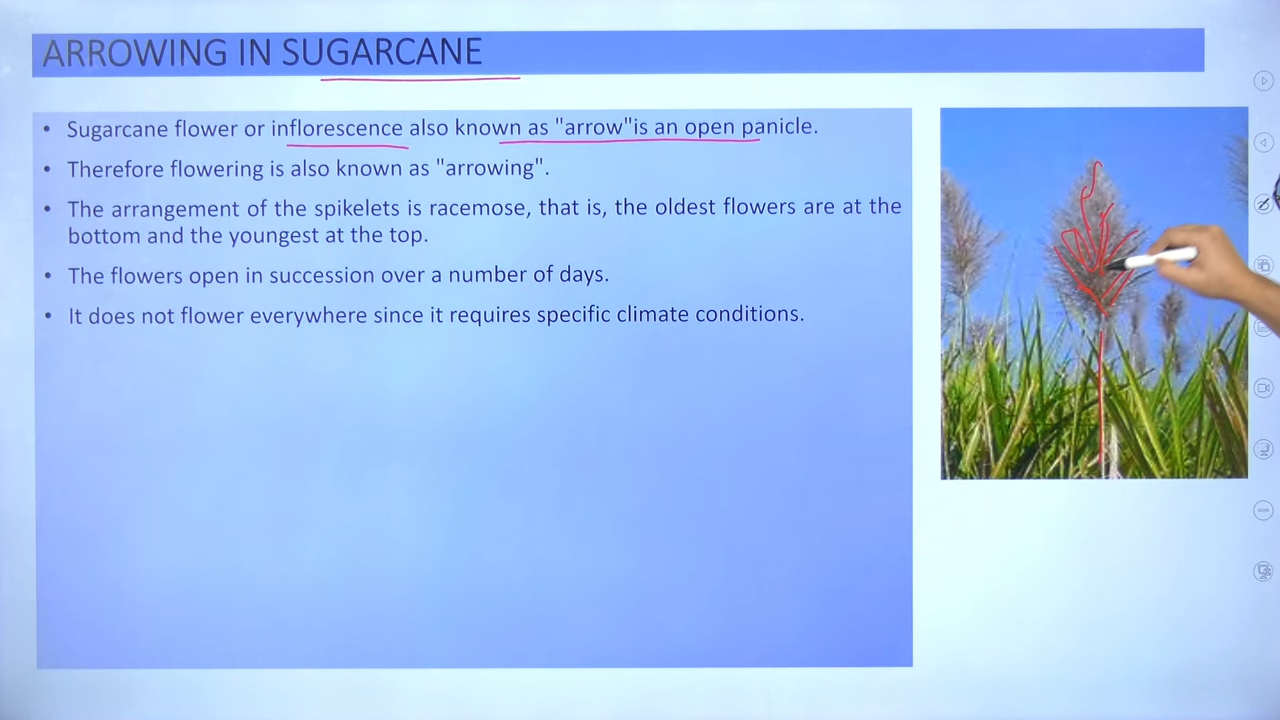 ARROWING IN SUGARCANE
• Sugarcane flower or inflorescence also known as "arrow"is an open panicle.
• Therefore flowering is also known as "arrowing".
• The arrangement of the spikelets is racemose, that is, the oldest flowers are at the
bottom and the youngest at the top.
• The flowers open in succession over a number of days.
• It does not flower everywhere since it requires specific climate conditions.